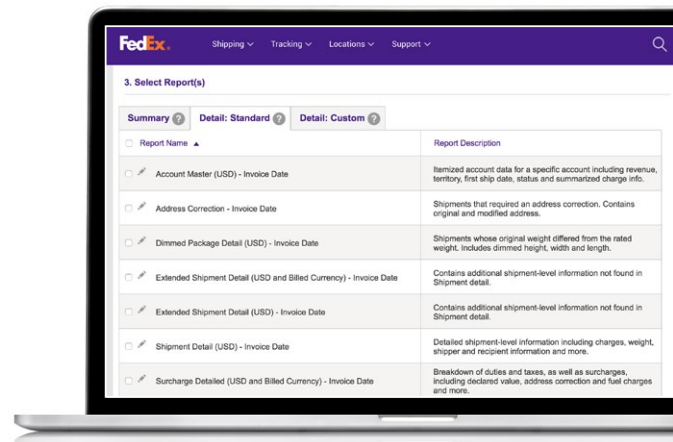 FedEx.
Shipping
Tracking
Locations
Support
3. Select Report(s)
Summary ?
Detail: Standard ?
Detail: Custom ?
Report Name
Report Description
Account Master (USD) - Invoice Date
Itemized account data for a specific account including revenue,
territory, first ship date, status and summarized charge info.
Address Correction - Invoice Date
Shipments that required an address correction. Contains
original and modified address.
Dimmed Package Detail (USD) - Invoice Date
Shipments whose original weight differed from the rated
weight. Includes dimmed height, width and length.
Extended Shipment Detail (USD and Billed Currency) - Invoice Date
Contains additional shipment-level information not found in
Shipment detail.
Extended Shipment Detail (USD) - Invoice Date
Contains additional shipment-level information not found in
Shipment detail.
Shipment Detail (USD) - Invoice Date
Detailed shipment-level information including charges, weight,
shipper and recipient information and more.
Surcharge Detailed (USD and Billed Currency) - Invoice Date
Breakdown of duties and taxes, as well as surcharges,
including declared value, address correction and fuel charges
and more.